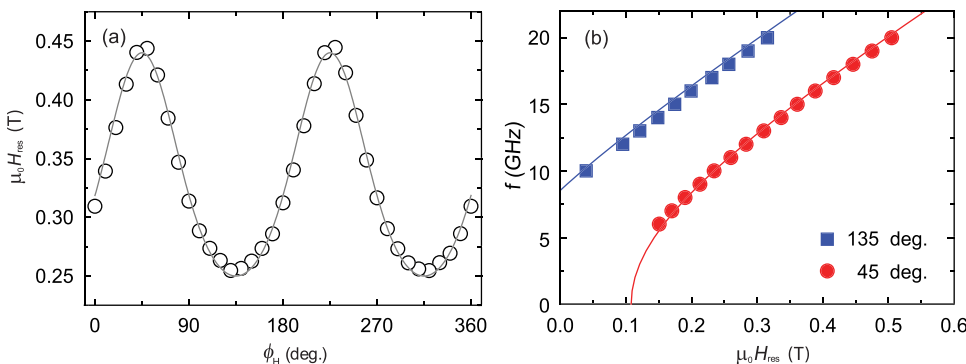 (a)
0.45
0.40
0.35
0.30
0.25
μ₀Hres (T)
0 90 180 270 360
ϕH (deg.)
(b)
20
15
10
5
0
f (GHz)
135 deg.
45 deg.
0.0 0.1 0.2 0.3 0.4 0.5 0.6
μ₀Hres (T)